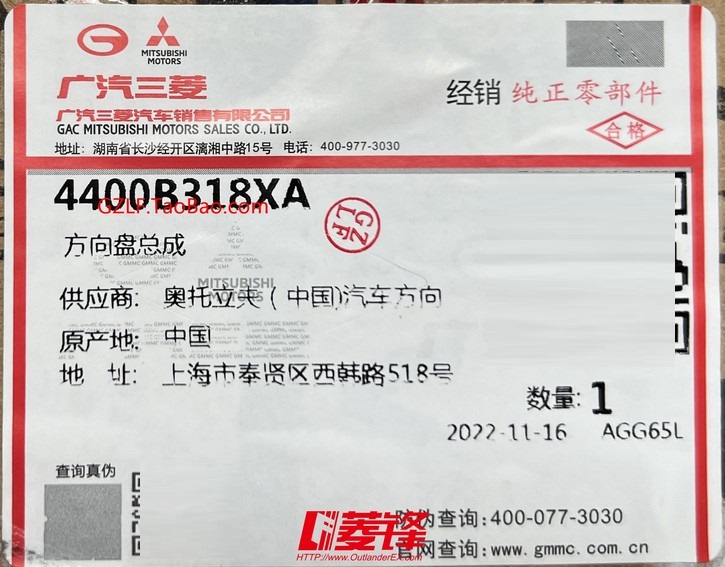 MITSUBISHI
MOTORS
广汽三菱
广汽三菱汽车销售有限公司
GAC MITSUBISHI MOTORS SALES CO., LTD.
地址: 湖南省长沙经开区漓湘中路15号 电话: 400-977-3030
经销 纯正零部件
合格
4400B318XA
GZLF.TaoBao.com
GZ
LF
方向盘总成
MITSUBISHI
MOTORS
供应商: 奥托立夫(中国)汽车方向
原产地: 中国
地 址: 上海市奉贤区西韩路518号
数量: 1
2022-11-16 AGG65L
查询真伪
菱锋
HTTP://www.OutlanderEX.com
防伪查询:400-077-3030
官网查询:www.gmmc.com.cn